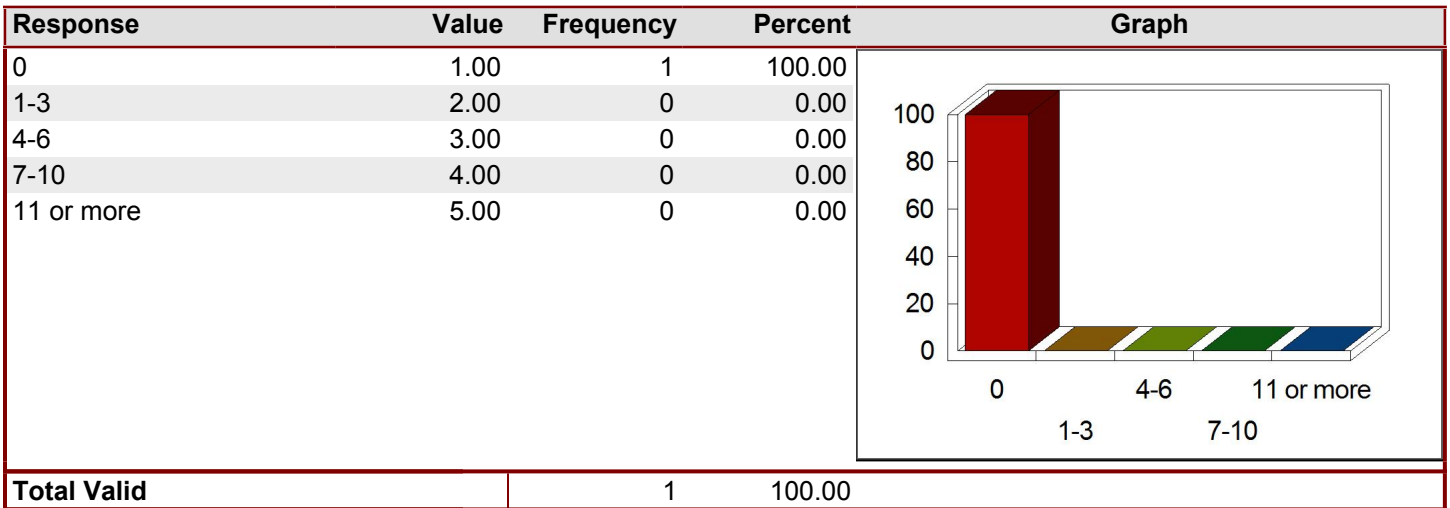 Response Value Frequency Percent Graph
0 1.00 1 100.00
1-3 2.00 0 0.00
4-6 3.00 0 0.00
7-10 4.00 0 0.00
11 or more 5.00 0 0.00
100
80
60
40
20
0
0 4-6 11 or more
1-3 7-10
Total Valid 1 100.00